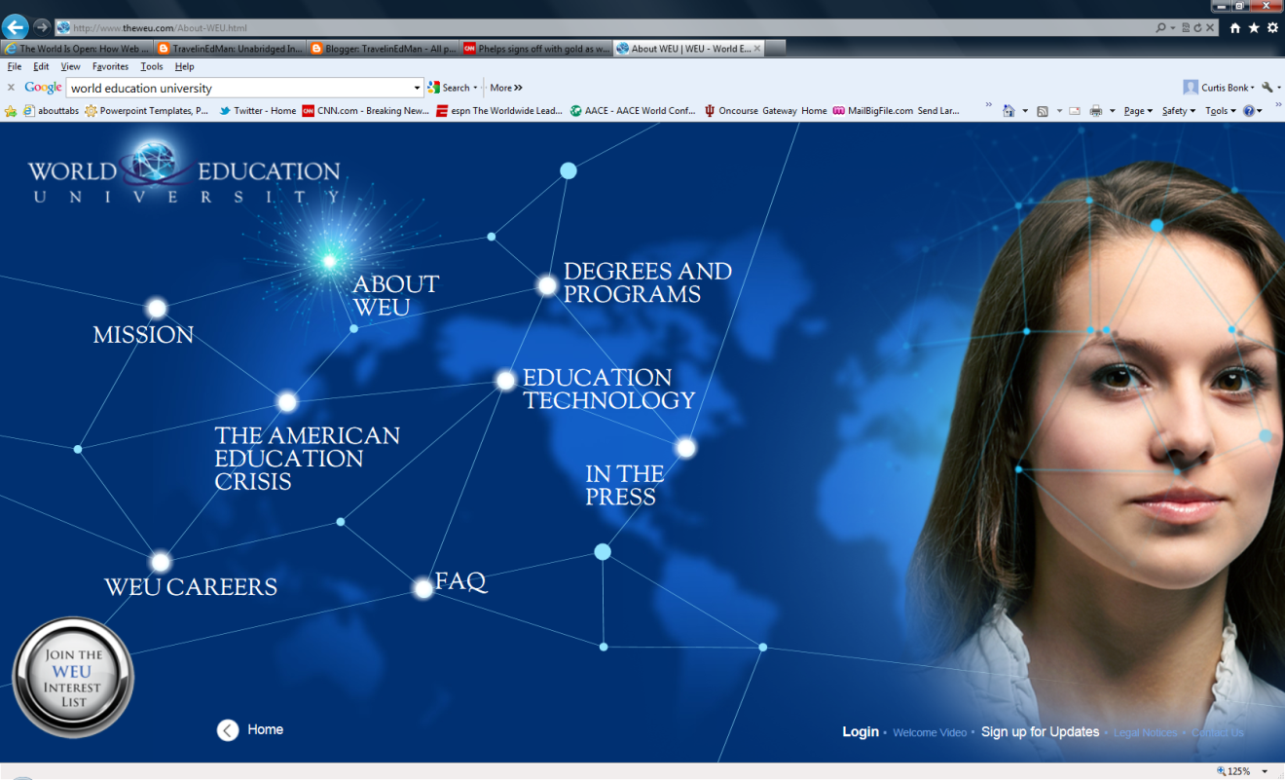 http://www.theweu.com/About-WEU.html
The World Is Open: How Web ...
TravelinEdMan: Unabridged In...
Blogger: TravelinEdMan - All p...
Phelps signs off with gold as w...
About WEU | WEU - World E...
File Edit View Favorites Tools Help
Google world education university Search More >> Curtis Bonk
abouttabs Powerpoint Templates, P... Twitter - Home CNN.com - Breaking New... espn The Worldwide Lead... AACE - AACE World Conf... Oncourse Gateway Home MailBigFile.com Send Lar... Page Safety Tools
WORLD EDUCATION
UNIVERSITY
ABOUT
WEU
DEGREES AND
PROGRAMS
MISSION
EDUCATION
TECHNOLOGY
THE AMERICAN
EDUCATION
CRISIS
IN THE
PRESS
WEU CAREERS
FAQ
JOIN THE
WEU
INTEREST
LIST
Home
Login • Welcome Video • Sign up for Updates • Legal Notices • Contact Us
125%